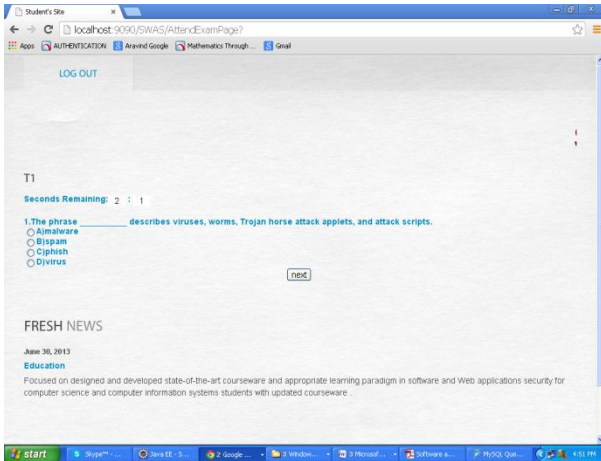 Student's Site
localhost:9090/SWAS/AttendExamPage?
Apps AUTHENTICATION Aravind Google Mathematics Through ... Gmail
LOG OUT
T1
Seconds Remaining: 2 : 1
1.The phrase __________ describes viruses, worms, Trojan horse attack applets, and attack scripts.
A)malware
B)spam
C)phish
D)virus
next
FRESH NEWS
June 30, 2013
Education
Focused on designed and developed state-of-the-art courseware and appropriate learning paradigm in software and Web applications security for
computer science and computer information systems students with updated courseware .
start Skype™ - ... Java EE - S... 2 Google ... 3 Window... 3 Microsof... Software a... MySQL Que... 4:51 PM